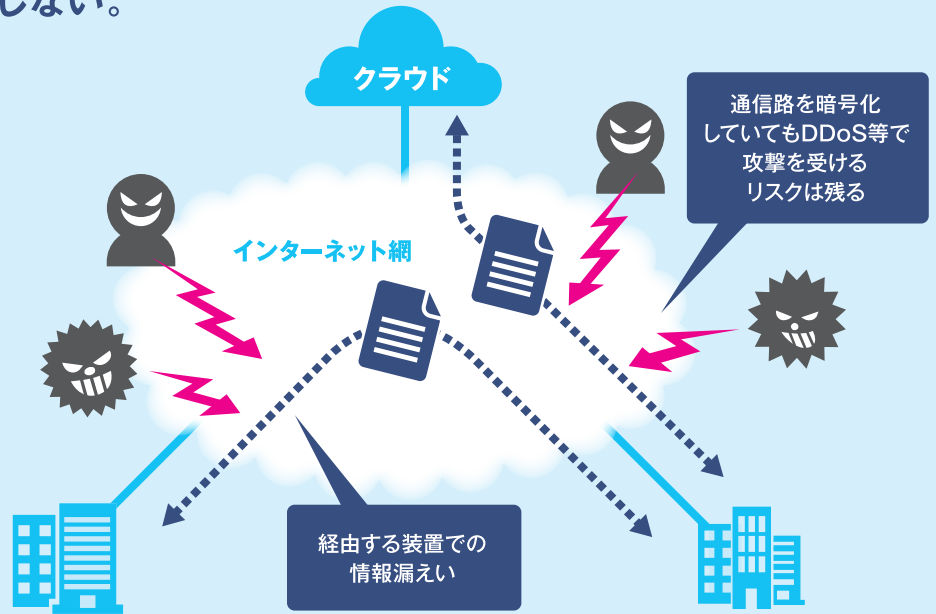 しない。
クラウド
通信路を暗号化
していてもDDoS等で
攻撃を受ける
リスクは残る
インターネット網
経由する装置での
情報漏えい